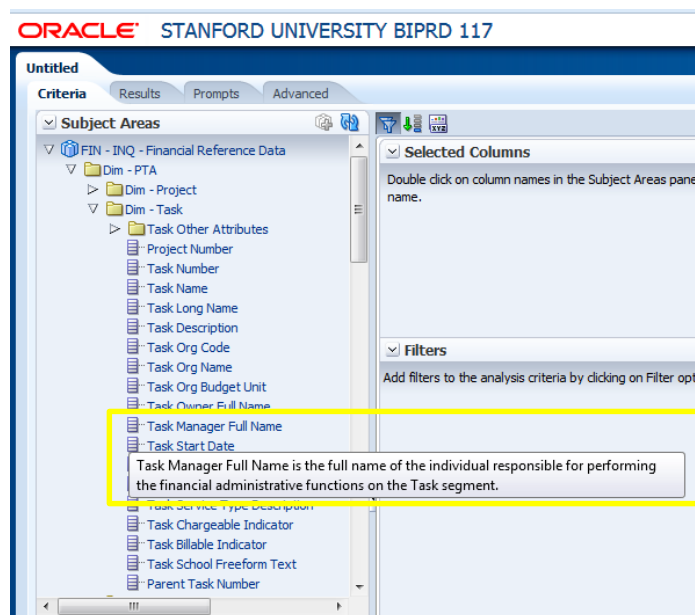 ORACLE® STANFORD UNIVERSITY BIPRD 117
Untitled
Criteria Results Prompts Advanced
Subject Areas
FIN - INQ - Financial Reference Data
Dim - PTA
Dim - Project
Dim - Task
Task Other Attributes
Project Number
Task Number
Task Name
Task Long Name
Task Description
Task Org Code
Task Org Name
Task Org Budget Unit
Task Owner Full Name
Task Manager Full Name
Task Start Date
Task Manager Full Name is the full name of the individual responsible for performing
the financial administrative functions on the Task segment.
Task Service Type Description
Task Chargeable Indicator
Task Billable Indicator
Task School Freeform Text
Parent Task Number
XYZ
Selected Columns
Double click on column names in the Subject Areas pane
name.
Filters
Add filters to the analysis criteria by clicking on Filter opt